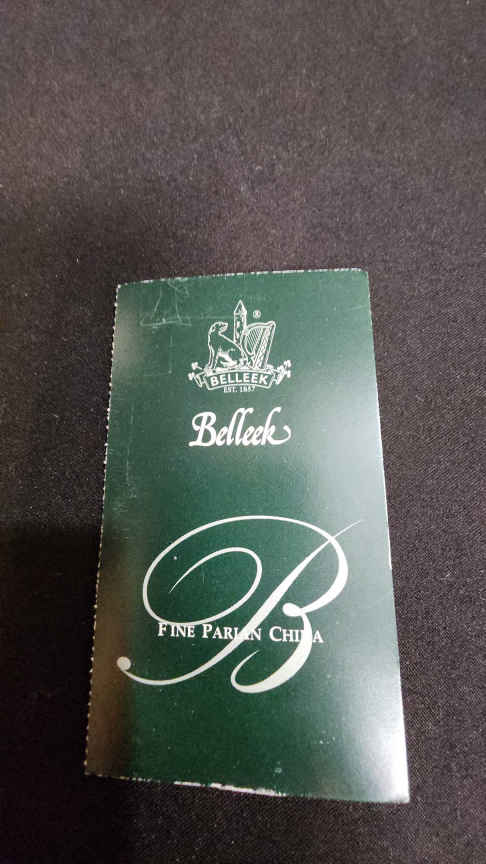 ®
BELLEEK
EST. 1857
Belleek
B
FINE PARIAN CHINA